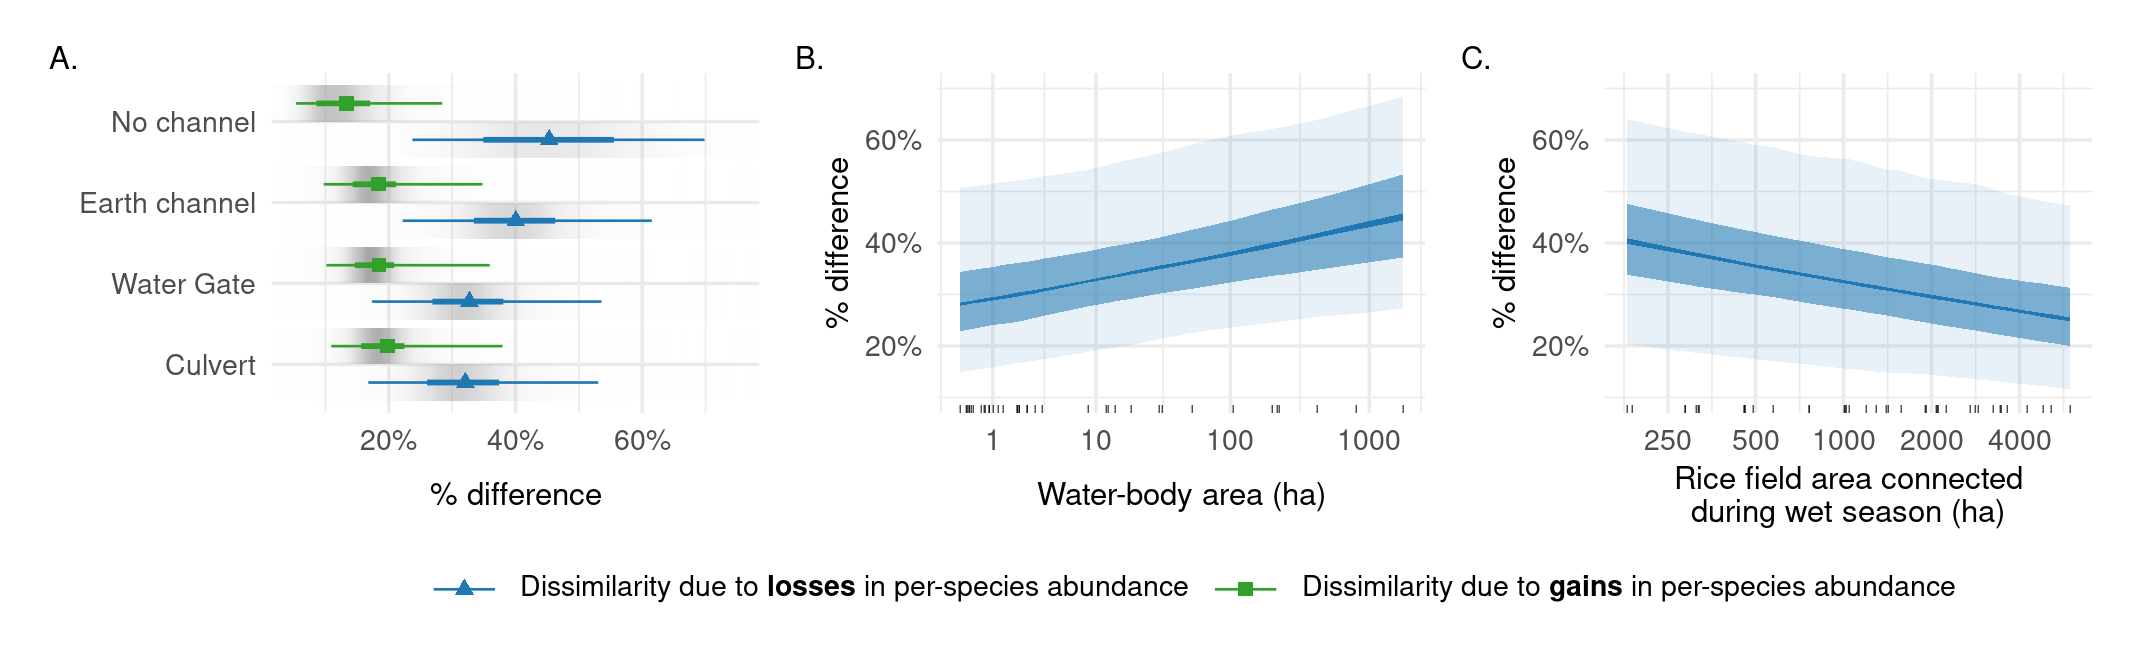 A.
No channel
Earth channel
Water Gate
Culvert
20% 40% 60%
% difference
B.
% difference
60%
40%
20%
1 10 100 1000
Water-body area (ha)
C.
% difference
60%
40%
20%
250 500 1000 2000 4000
Rice field area connected
during wet season (ha)
Dissimilarity due to losses in per-species abundance
Dissimilarity due to gains in per-species abundance